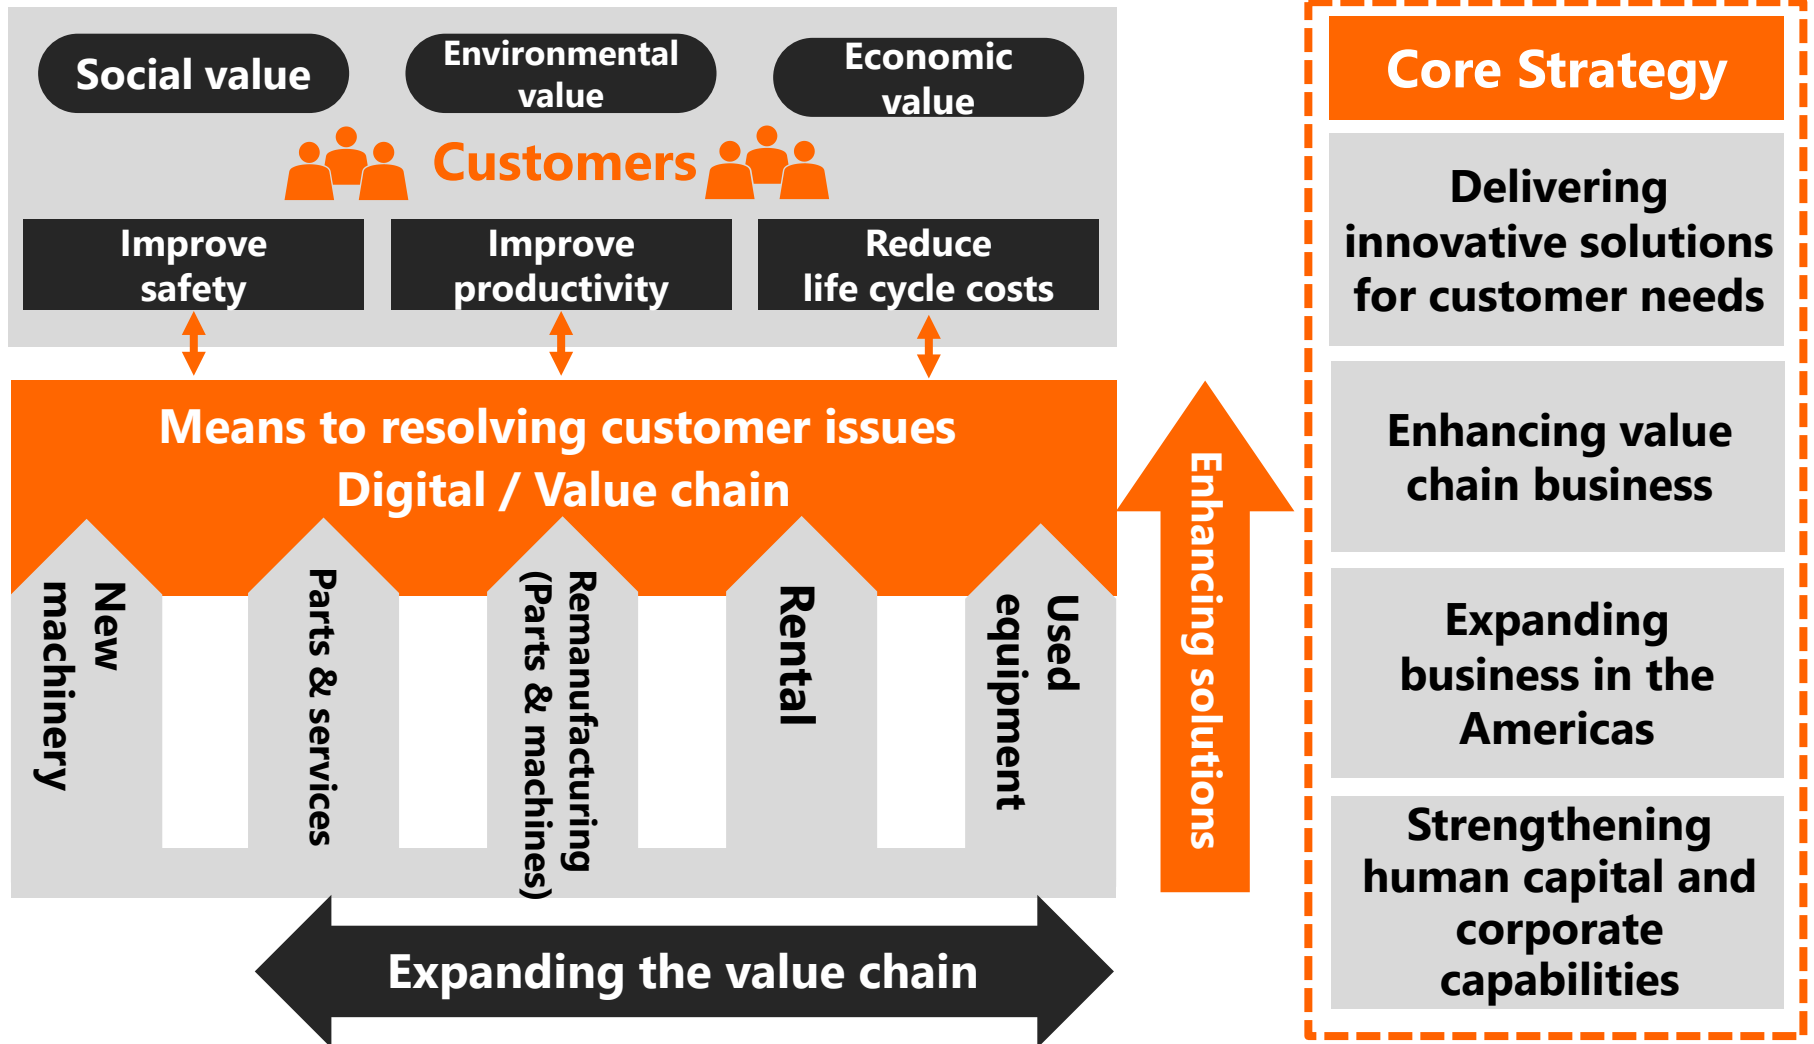 Social value
Environmental
value
Economic
value
Customers
Improve
safety
Improve
productivity
Reduce
life cycle costs
Means to resolving customer issues
Digital / Value chain
New
machinery
Parts & services
Remanufacturing
(Parts & machines)
Rental
Used
equipment
Expanding the value chain
Enhancing solutions
Core Strategy
Delivering
innovative solutions
for customer needs
Enhancing value
chain business
Expanding
business in the
Americas
Strengthening
human capital and
corporate
capabilities